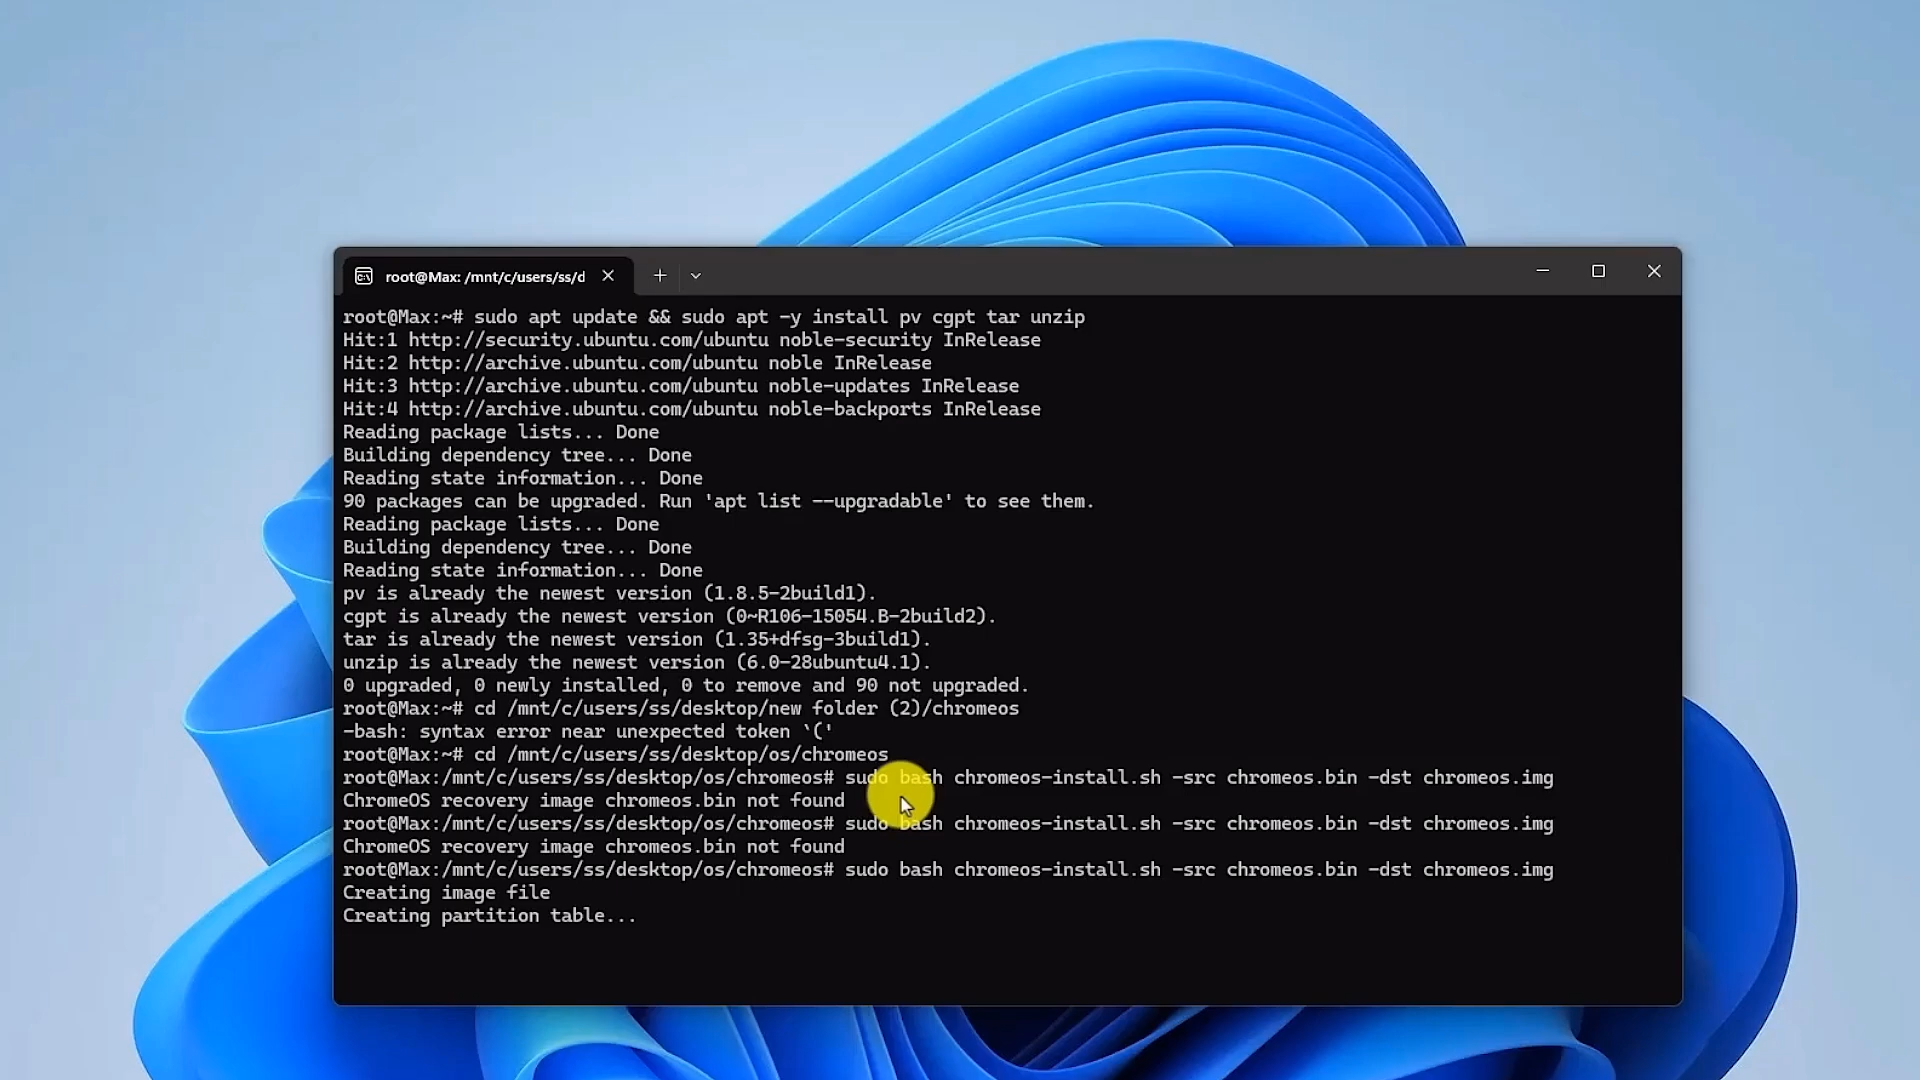 root@Max: /mnt/c/users/ss/d
root@Max:~# sudo apt update && sudo apt -y install pv cgpt tar unzip
Hit:1 http://security.ubuntu.com/ubuntu noble-security InRelease
Hit:2 http://archive.ubuntu.com/ubuntu noble InRelease
Hit:3 http://archive.ubuntu.com/ubuntu noble-updates InRelease
Hit:4 http://archive.ubuntu.com/ubuntu noble-backports InRelease
Reading package lists... Done
Building dependency tree... Done
Reading state information... Done
90 packages can be upgraded. Run 'apt list --upgradable' to see them.
Reading package lists... Done
Building dependency tree... Done
Reading state information... Done
pv is already the newest version (1.8.5-2build1).
cgpt is already the newest version (0~R106-15054.B-2build2).
tar is already the newest version (1.35+dfsg-3build1).
unzip is already the newest version (6.0-28ubuntu4.1).
0 upgraded, 0 newly installed, 0 to remove and 90 not upgraded.
root@Max:~# cd /mnt/c/users/ss/desktop/new folder (2)/chromeos
-bash: syntax error near unexpected token `('
root@Max:~# cd /mnt/c/users/ss/desktop/os/chromeos
root@Max:/mnt/c/users/ss/desktop/os/chromeos# sudo bash chromeos-install.sh -src chromeos.bin -dst chromeos.img
ChromeOS recovery image chromeos.bin not found
root@Max:/mnt/c/users/ss/desktop/os/chromeos# sudo bash chromeos-install.sh -src chromeos.bin -dst chromeos.img
ChromeOS recovery image chromeos.bin not found
root@Max:/mnt/c/users/ss/desktop/os/chromeos# sudo bash chromeos-install.sh -src chromeos.bin -dst chromeos.img
Creating image file
Creating partition table...